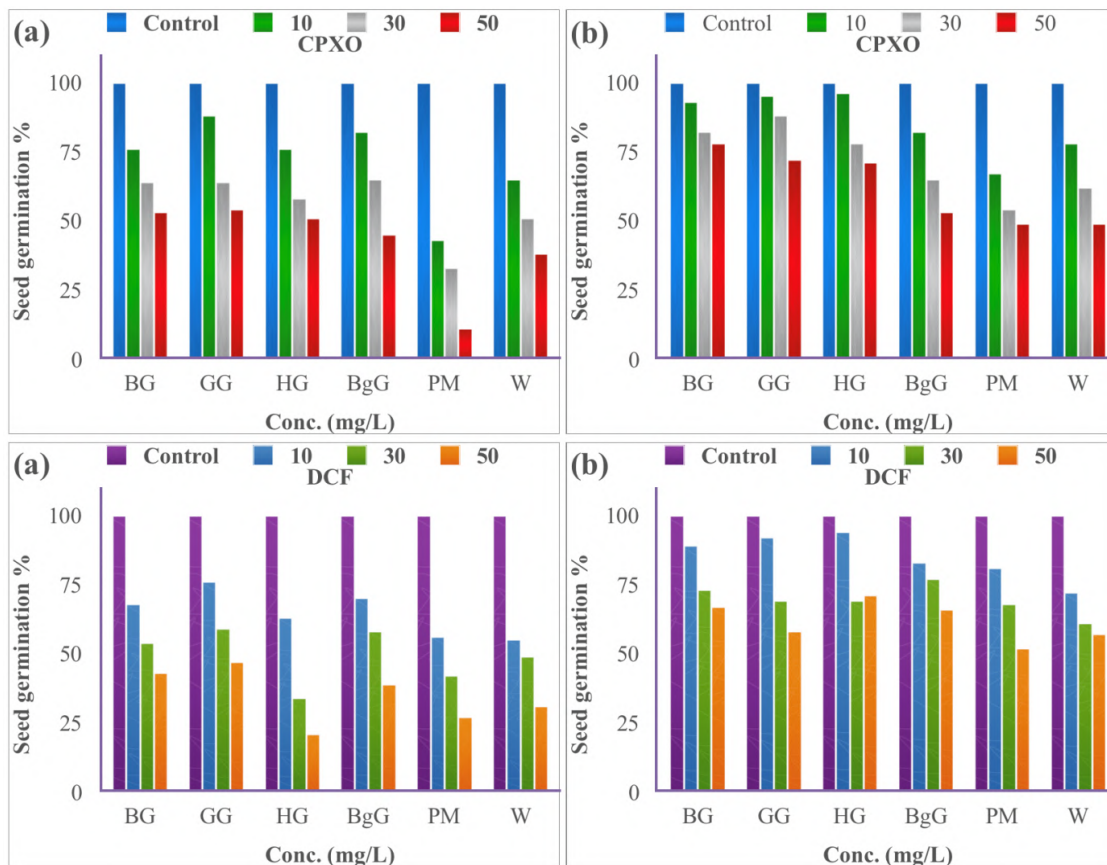 (a) Control 10 30 50
CPXO
Seed germination %
100
75
50
25
0
BG GG HG BgG PM W
Conc. (mg/L)
(b) Control 10 30 50
CPXO
Seed germination %
100
75
50
25
0
BG GG HG BgG PM W
Conc. (mg/L)
(a) Control 10 30 50
DCF
Seed germination %
100
75
50
25
0
BG GG HG BgG PM W
Conc. (mg/L)
(b) Control 10 30 50
DCF
Seed germination %
100
75
50
25
0
BG GG HG BgG PM W
Conc. (mg/L)